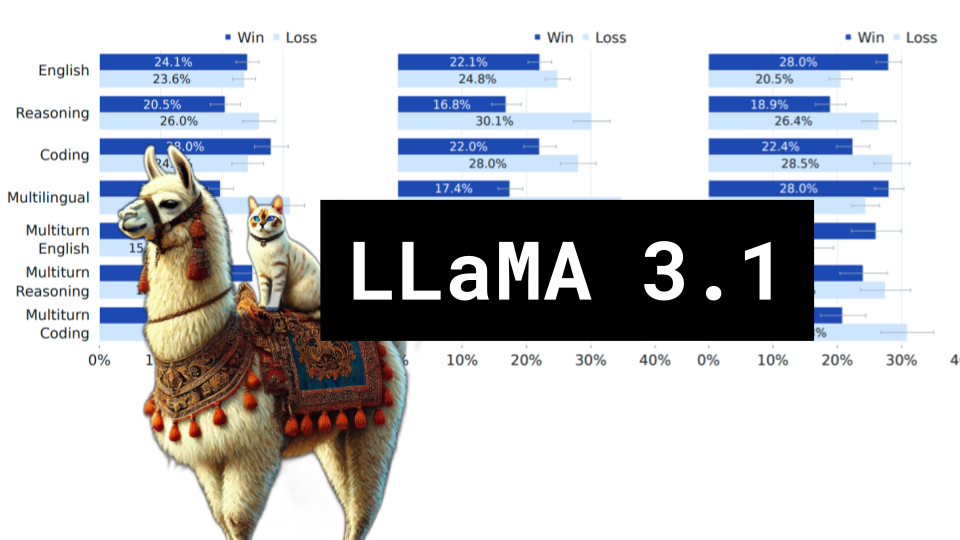 Win Loss Win Loss Win Loss
English 24.1% 22.1% 28.0%
23.6% 24.8% 20.5%
Reasoning 20.5% 16.8% 18.9%
26.0% 30.1% 26.4%
Coding 22.0% 22.4%
28.0% 28.5%
Multilingual 17.4% 28.0%
Multiturn
English
Multiturn
Reasoning
Multiturn
Coding
LLaMA 3.1
0% 10% 20% 30% 40% 0% 10% 20% 30%